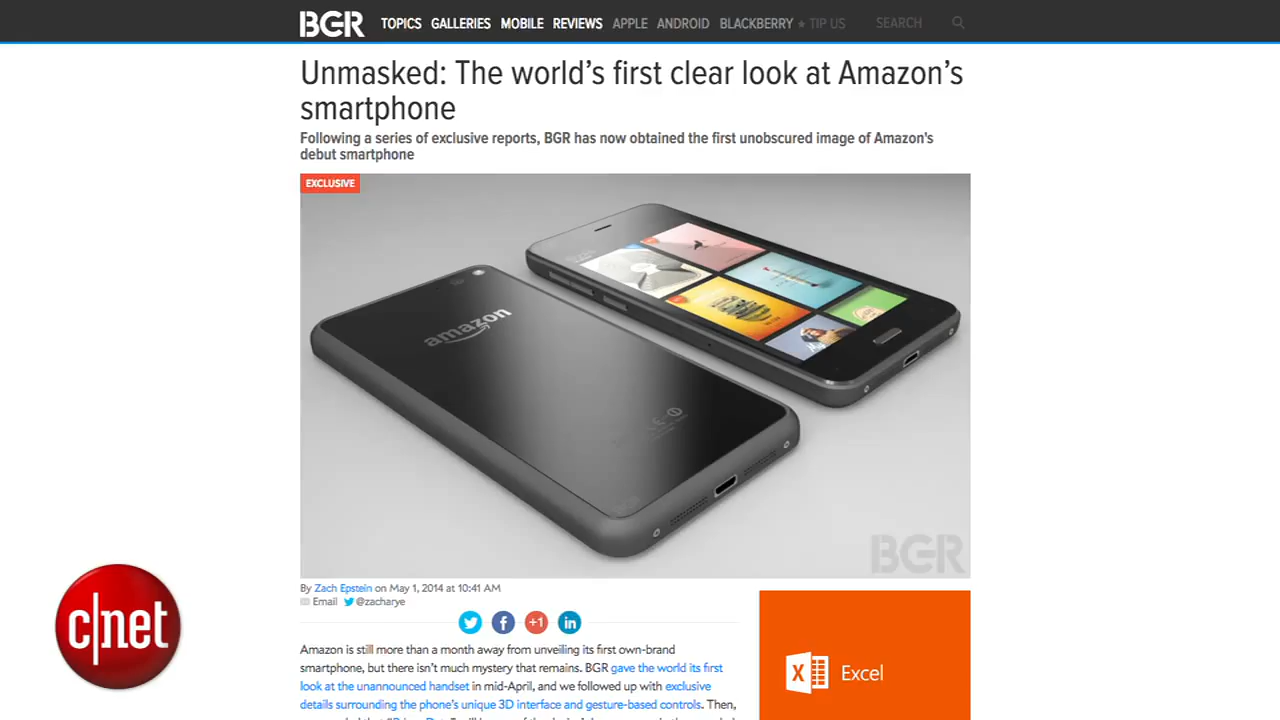 BGR TOPICS GALLERIES MOBILE REVIEWS APPLE ANDROID BLACKBERRY ★ TIP US SEARCH
Unmasked: The world's first clear look at Amazon's
smartphone
Following a series of exclusive reports, BGR has now obtained the first unobscured image of Amazon's
debut smartphone
EXCLUSIVE
amazon
BGR
By Zach Epstein on May 1, 2014 at 10:41 AM
Email @zacharye
+1
in
Amazon is still more than a month away from unveiling its first own-brand
smartphone, but there isn't much mystery that remains. BGR gave the world its first
look at the unannounced handset in mid-April, and we followed up with exclusive
details surrounding the phone's unique 3D interface and gesture-based controls. Then,
Excel
c|net